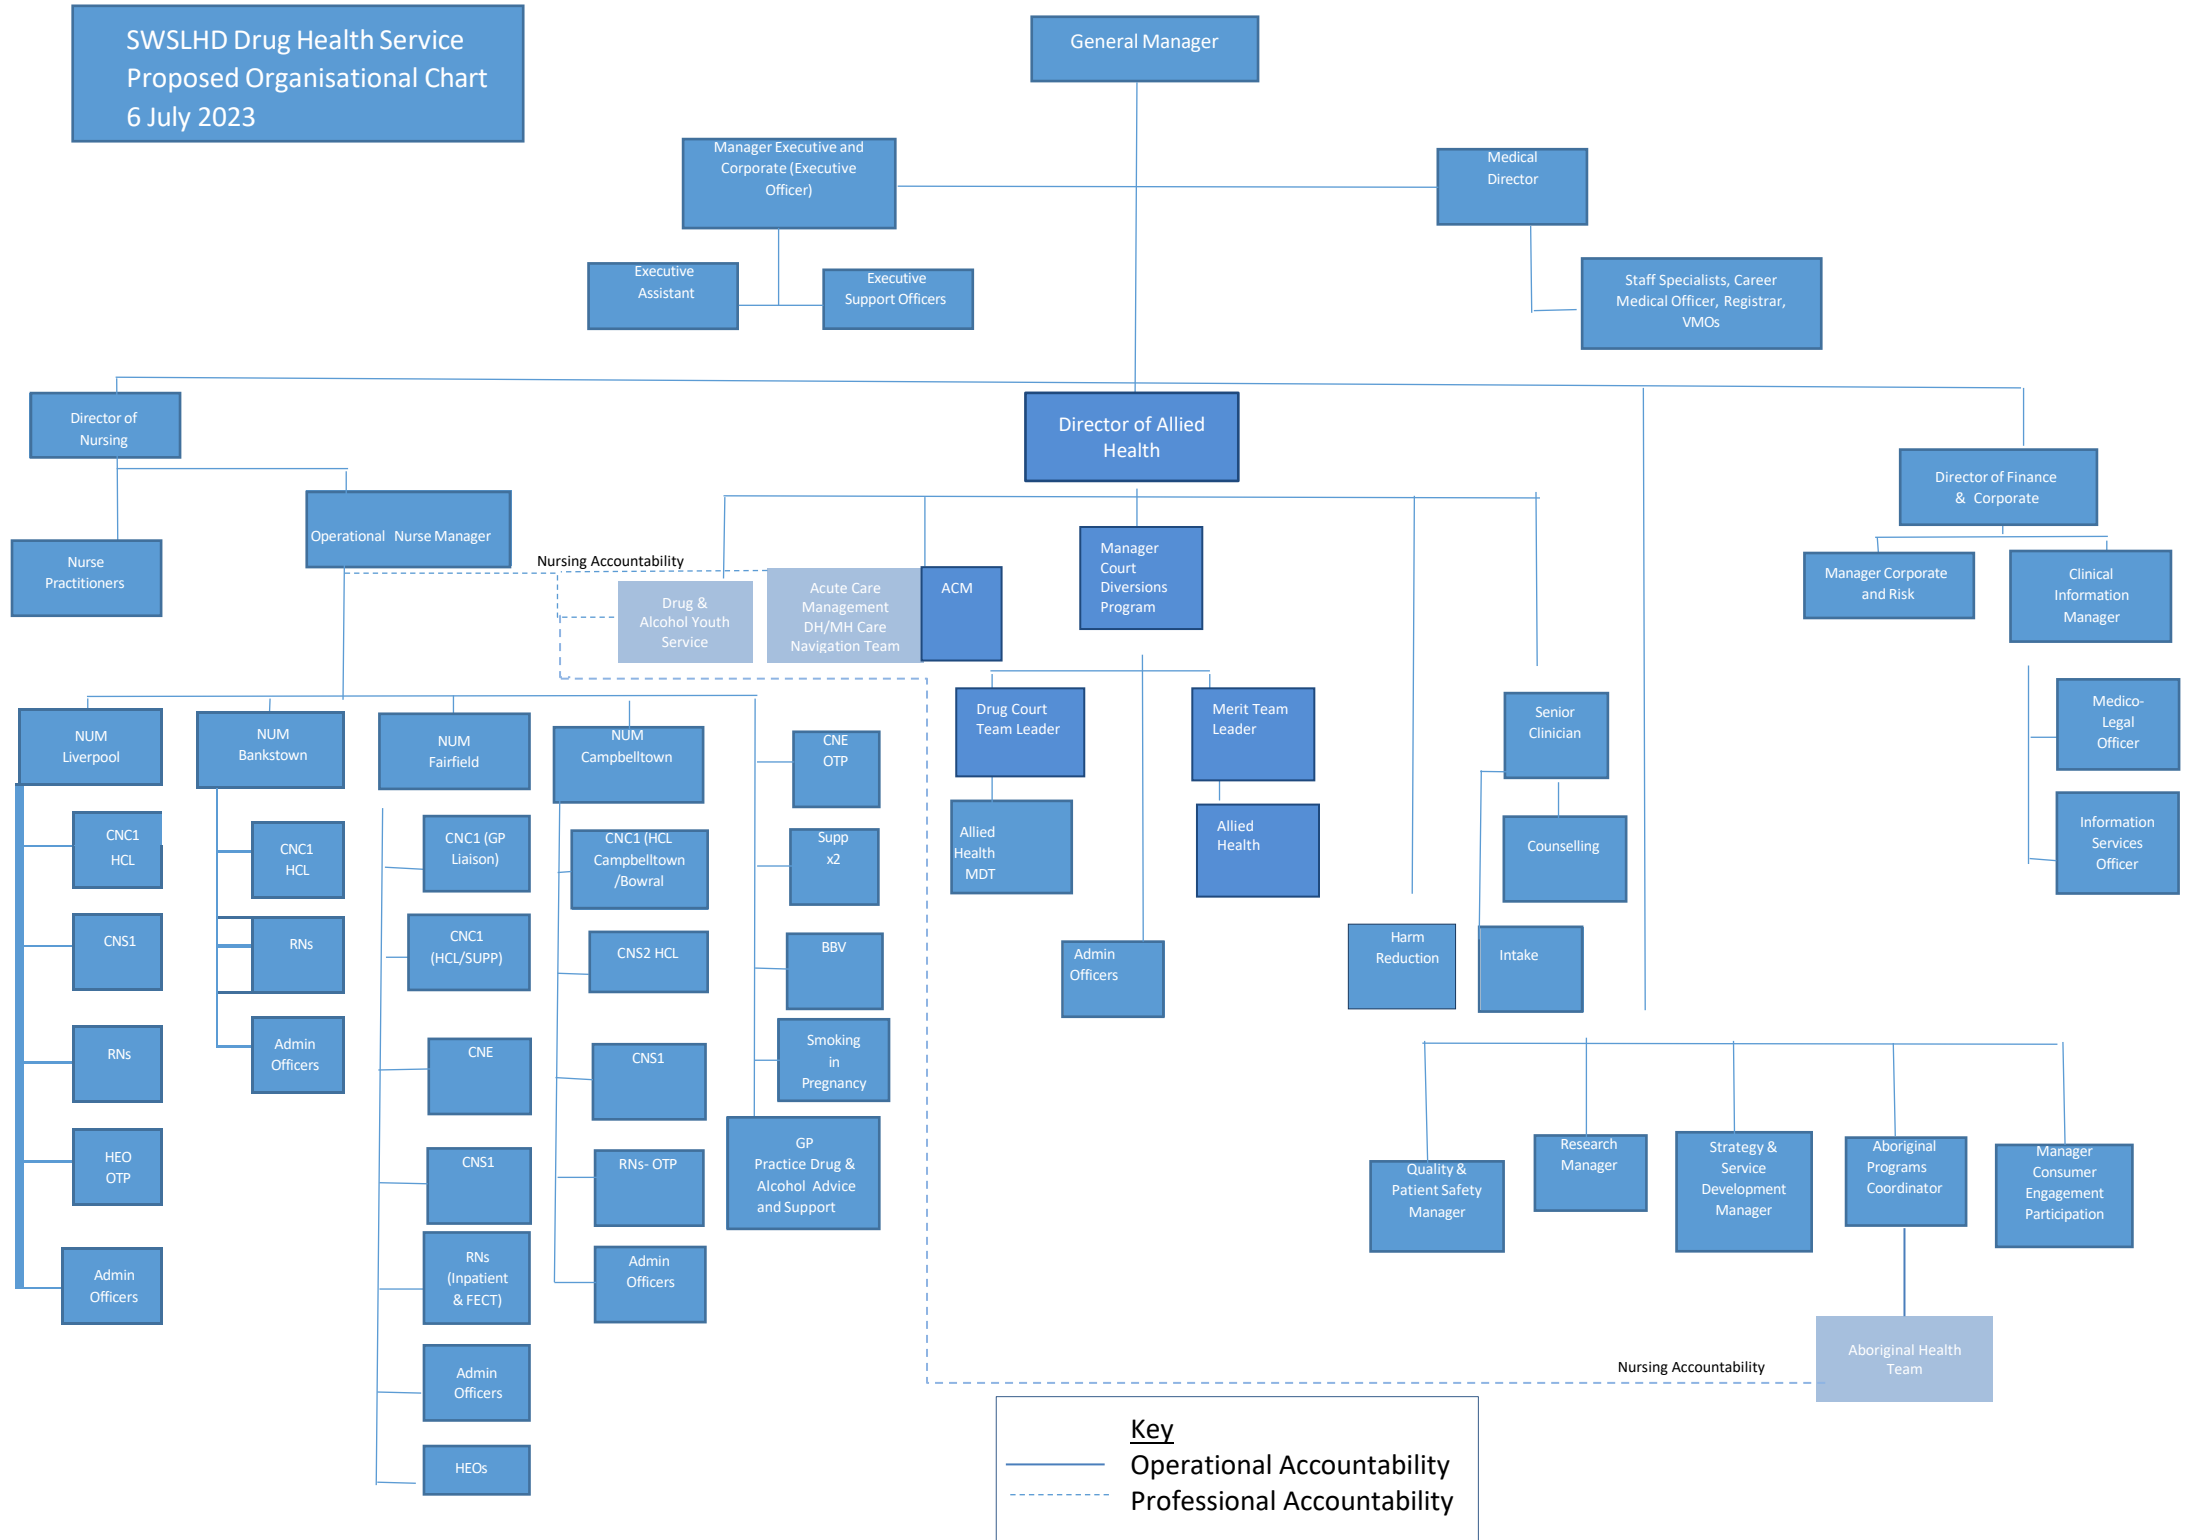 SWSLHD Drug Health Service
Proposed Organisational Chart
6 July 2023
General Manager
Manager Executive and
Corporate (Executive
Officer)
Medical
Director
Executive
Assistant
Executive
Support Officers
Staff Specialists, Career
Medical Officer, Registrar,
VMOs
Director of
Nursing
Director of Allied
Health
Director of Finance
& Corporate
Operational Nurse Manager
Nurse
Practitioners
Nursing Accountability
Drug &
Alcohol Youth
Service
Acute Care
Management
DH/MH Care
Navigation Team
ACM
Manager
Court
Diversions
Program
Manager Corporate
and Risk
Clinical
Information
Manager
NUM
Liverpool
NUM
Bankstown
NUM
Fairfield
NUM
Campbelltown
CNE
OTP
Drug Court
Team Leader
Merit Team
Leader
Senior
Clinician
Medico-
Legal
Officer
CNC1
HCL
CNC1
HCL
CNC1 (GP
Liaison)
CNC1 (HCL
Campbelltown
/Bowral
Supp
x2
Allied
Health
MDT
Allied
Health
Counselling
Information
Services
Officer
CNS1
RNs
CNC1
(HCL/SUPP)
CNS2 HCL
BBV
Admin
Officers
Harm
Reduction
Intake
RNs
Admin
Officers
CNE
CNS1
Smoking
in
Pregnancy
HEO
OTP
CNS1
RNs- OTP
GP
Practice Drug &
Alcohol Advice
and Support
Quality &
Patient Safety
Manager
Research
Manager
Strategy &
Service
Development
Manager
Aboriginal
Programs
Coordinator
Manager
Consumer
Engagement
Participation
Admin
Officers
RNs
(Inpatient
& FECT)
Admin
Officers
Admin
Officers
HEOs
Nursing Accountability
Aboriginal Health
Team
Key
Operational Accountability
Professional Accountability